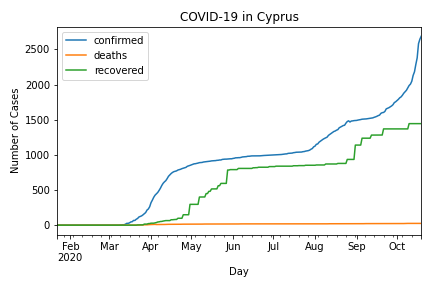 COVID-19 in Cyprus
confirmed
deaths
recovered
Number of Cases
2500
2000
1500
1000
500
0
Feb Mar Apr May Jun Jul Aug Sep Oct
2020
Day